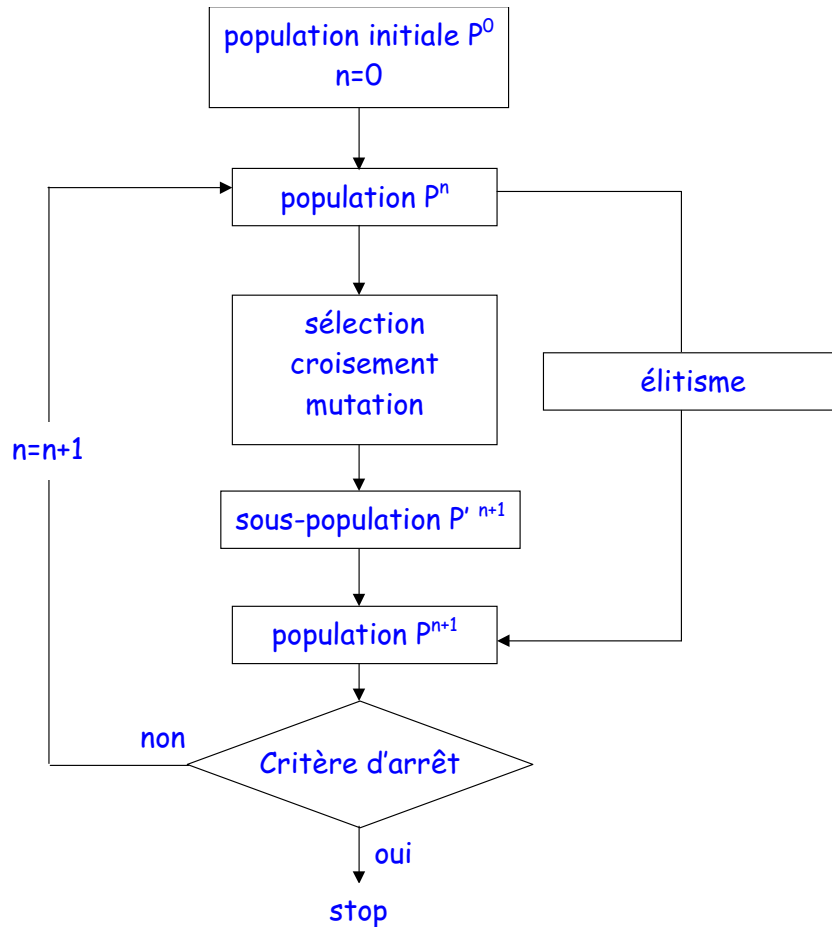 population initiale P⁰
n=0
population Pⁿ
sélection
croisement
mutation
élitisme
n=n+1
sous-population P' ⁿ⁺¹
population Pⁿ⁺¹
non
Critère d'arrêt
oui
stop